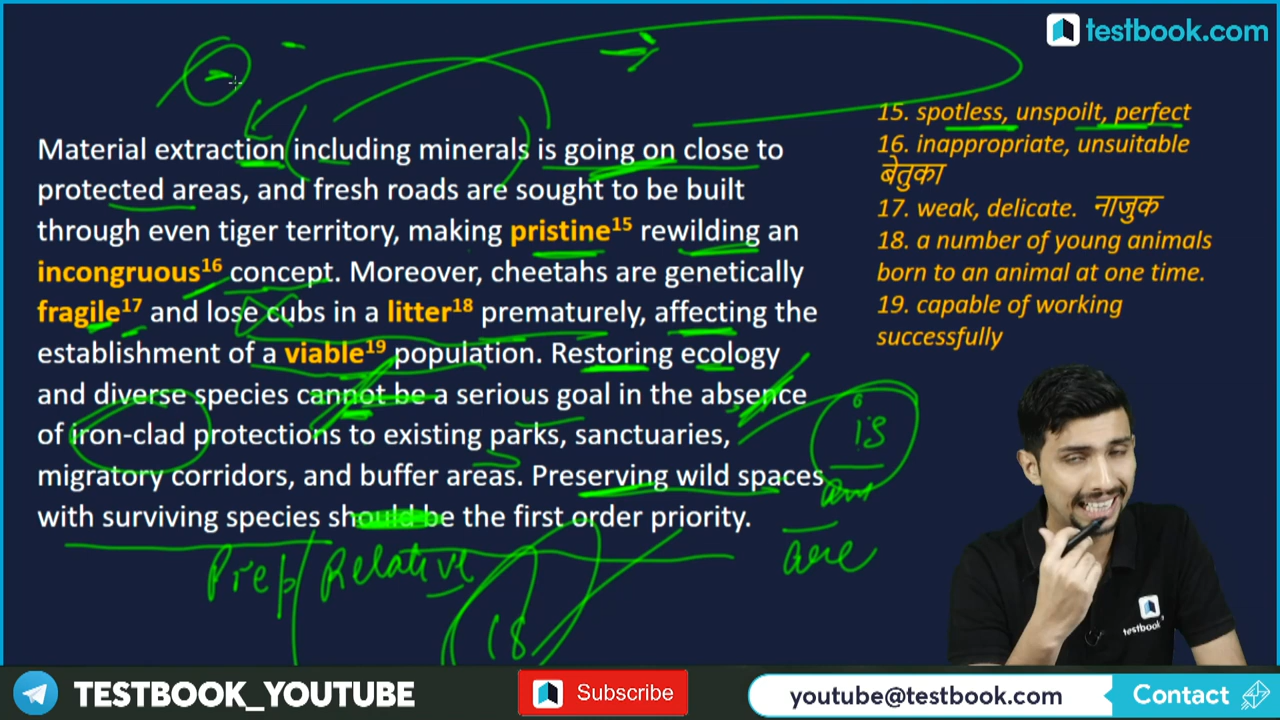 testbook.com
Material extraction including minerals is going on close to
protected areas, and fresh roads are sought to be built
through even tiger territory, making pristine15 rewilding an
incongruous16 concept. Moreover, cheetahs are genetically
fragile17 and lose cubs in a litter18 prematurely, affecting the
establishment of a viable19 population. Restoring ecology
and diverse species cannot be a serious goal in the absence
of iron-clad protections to existing parks, sanctuaries,
migratory corridors, and buffer areas. Preserving wild spaces
with surviving species should be the first order priority.
15. spotless, unspoilt, perfect
16. inappropriate, unsuitable
बेतुका
17. weak, delicate. नाजुक
18. a number of young animals
born to an animal at one time.
19. capable of working
successfully
is
am
are
Prep/Relative
18
testbook
TESTBOOK_YOUTUBE
Subscribe
youtube@testbook.com
Contact